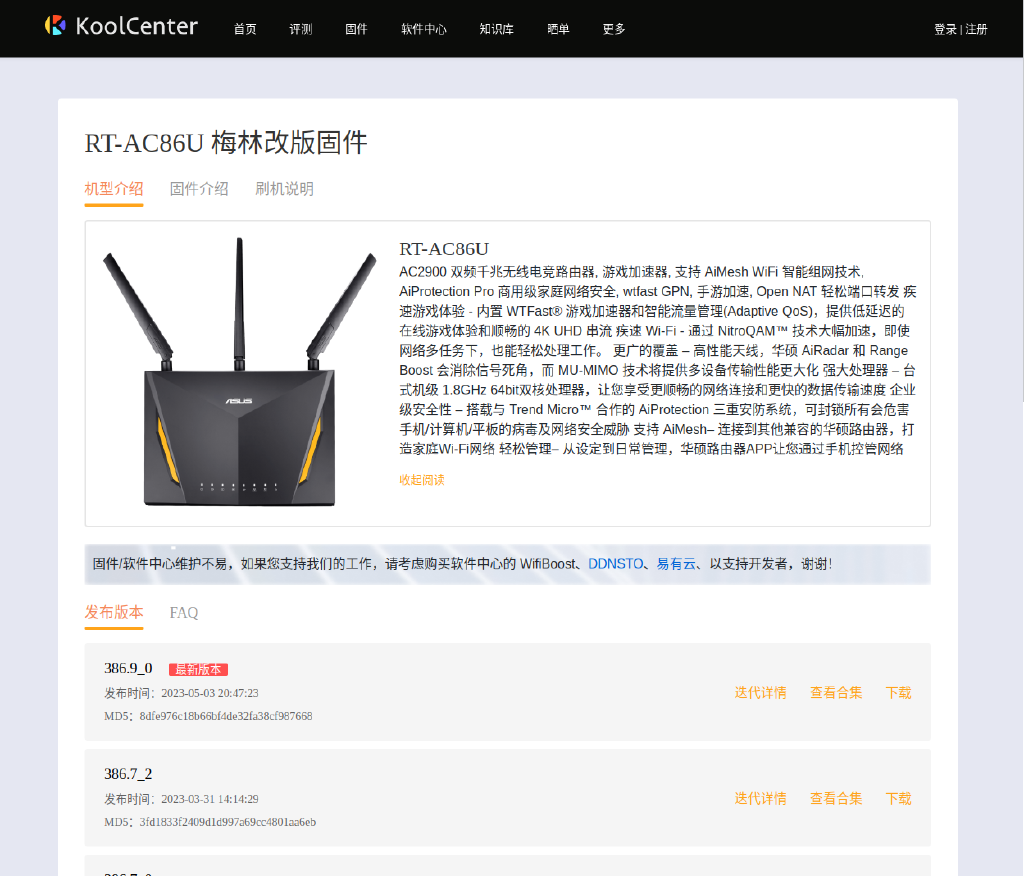 KoolCenter 首页 评测 固件 软件中心 知识库 晒单 更多 登录 | 注册
RT-AC86U 梅林改版固件
机型介绍 固件介绍 刷机说明
RT-AC86U
AC2900 双频千兆无线电竞路由器, 游戏加速器, 支持 AiMesh WiFi 智能组网技术,
AiProtection Pro 商用级家庭网络安全, wtfast GPN, 手游加速, Open NAT 轻松端口转发 疾
速游戏体验 - 内置 WTFast® 游戏加速器和智能流量管理(Adaptive QoS)，提供低延迟的
在线游戏体验和顺畅的 4K UHD 串流 疾速 Wi-Fi - 通过 NitroQAM™ 技术大幅加速，即使
网络多任务下，也能轻松处理工作。 更广的覆盖 – 高性能天线，华硕 AiRadar 和 Range
Boost 会消除信号死角，而 MU-MIMO 技术将提供多设备传输性能更大化 强大处理器 – 台
式机级 1.8GHz 64bit双核处理器，让您享受更顺畅的网络连接和更快的数据传输速度 企业
级安全性 – 搭载与 Trend Micro™ 合作的 AiProtection 三重安防系统，可封锁所有会危害
手机/计算机/平板的病毒及网络安全威胁 支持 AiMesh– 连接到其他兼容的华硕路由器，打
造家庭Wi-Fi网络 轻松管理– 从设定到日常管理，华硕路由器APP让您通过手机控管网络
收起阅读
ASUS
固件/软件中心维护不易，如果您支持我们的工作，请考虑购买软件中心的 WifiBoost、DDNSTO、易有云、以支持开发者，谢谢！
发布版本 FAQ
386.9_0 最新版本
发布时间：2023-05-03 20:47:23
MD5：8dfe976c18b66bf4de32fa38cf987668
迭代详情 查看合集 下载
386.7_2
发布时间：2023-03-31 14:14:29
MD5：3fd1833f2409d1d997a69cc4801aa6eb
迭代详情 查看合集 下载